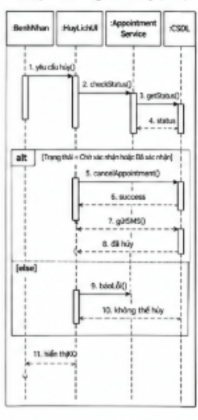 :BenhNhan
:HuyLichUI
:Appointment
Service
:CSDL
1. yêu cầu hủy()
2. checkStatus()
3. getStatus()
4. status
alt
[Trạng thái = Chờ xác nhận hoặc Đã xác nhận]
5. cancelAppointment()
6. success
7. gửiSMS()
8. đã hủy
[else]
9. báoLỗi()
10. không thể hủy
11. hiển thị